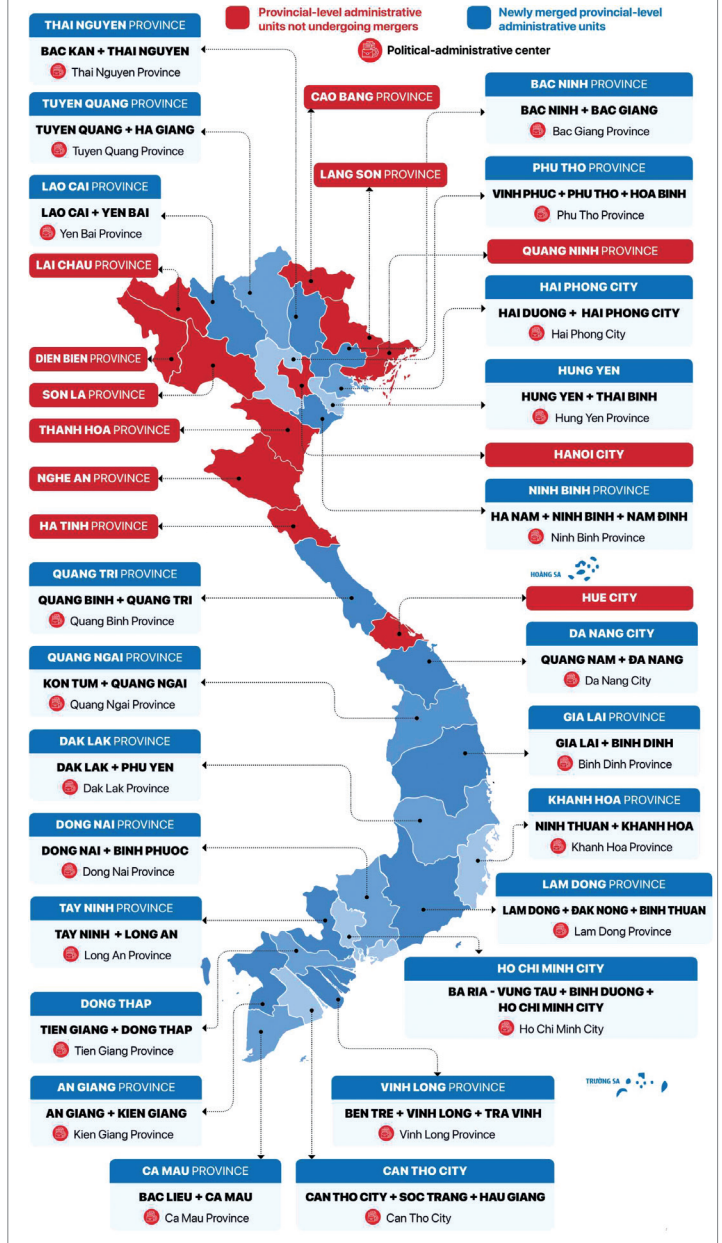 Provincial-level administrative
units not undergoing mergers
Newly merged provincial-level
administrative units
Political-administrative center
THAI NGUYEN PROVINCE
BAC KAN + THAI NGUYEN
Thai Nguyen Province
TUYEN QUANG PROVINCE
TUYEN QUANG + HA GIANG
Tuyen Quang Province
LAO CAI PROVINCE
LAO CAI + YEN BAI
Yen Bai Province
LAI CHAU PROVINCE
DIEN BIEN PROVINCE
SON LA PROVINCE
THANH HOA PROVINCE
NGHE AN PROVINCE
HA TINH PROVINCE
QUANG TRI PROVINCE
QUANG BINH + QUANG TRI
Quang Binh Province
QUANG NGAI PROVINCE
KON TUM + QUANG NGAI
Quang Ngai Province
DAK LAK PROVINCE
DAK LAK + PHU YEN
Dak Lak Province
DONG NAI PROVINCE
DONG NAI + BINH PHUOC
Dong Nai Province
TAY NINH PROVINCE
TAY NINH + LONG AN
Long An Province
DONG THAP
TIEN GIANG + DONG THAP
Tien Giang Province
AN GIANG PROVINCE
AN GIANG + KIEN GIANG
Kien Giang Province
CA MAU PROVINCE
BAC LIEU + CA MAU
Ca Mau Province
CAO BANG PROVINCE
LANG SON PROVINCE
BAC NINH PROVINCE
BAC NINH + BAC GIANG
Bac Giang Province
PHU THO PROVINCE
VINH PHUC + PHU THO + HOA BINH
Phu Tho Province
QUANG NINH PROVINCE
HAI PHONG CITY
HAI DUONG + HAI PHONG CITY
Hai Phong City
HUNG YEN
HUNG YEN + THAI BINH
Hung Yen Province
HANOI CITY
NINH BINH PROVINCE
HA NAM + NINH BINH + NAM ĐINH
Ninh Binh Province
HOÀNG SA
HUE CITY
DA NANG CITY
QUANG NAM + ĐA NANG
Da Nang City
GIA LAI PROVINCE
GIA LAI + BINH DINH
Binh Dinh Province
KHANH HOA PROVINCE
NINH THUAN + KHANH HOA
Khanh Hoa Province
LAM DONG PROVINCE
LAM DONG + ĐAK NONG + BINH THUAN
Lam Dong Province
HO CHI MINH CITY
BA RIA - VUNG TAU + BINH DUONG +
HO CHI MINH CITY
Ho Chi Minh City
TRƯỜNG SA
VINH LONG PROVINCE
BEN TRE + VINH LONG + TRA VINH
Vinh Long Province
CAN THO CITY
CAN THO CITY + SOC TRANG + HAU GIANG
Can Tho City